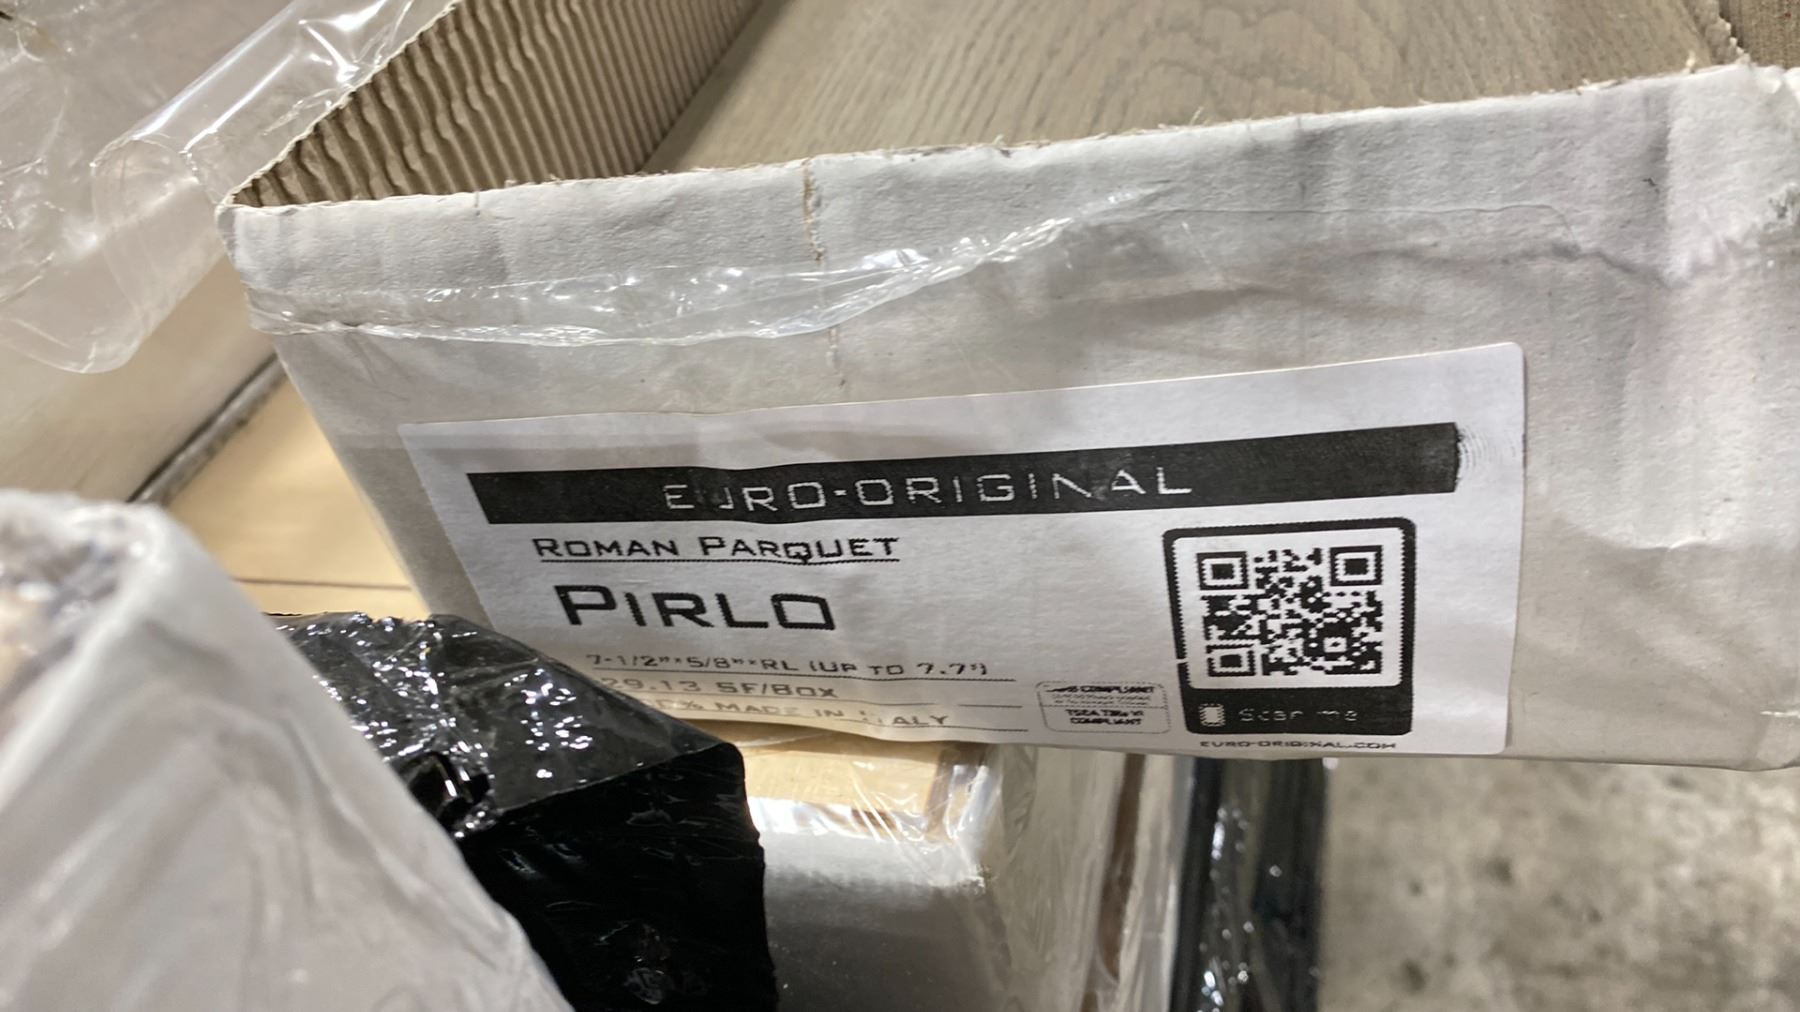 EURO-ORIGINAL
ROMAN PARQUET
PIRLO
7-1/2"*5/8"*RL (UP TO 7.7')
29.13 SF/BOX
MADE IN ITALY
COMPLIANT
TSCA Title VI
COMPLIANT
Scan me
EURO-ORIGINAL.COM